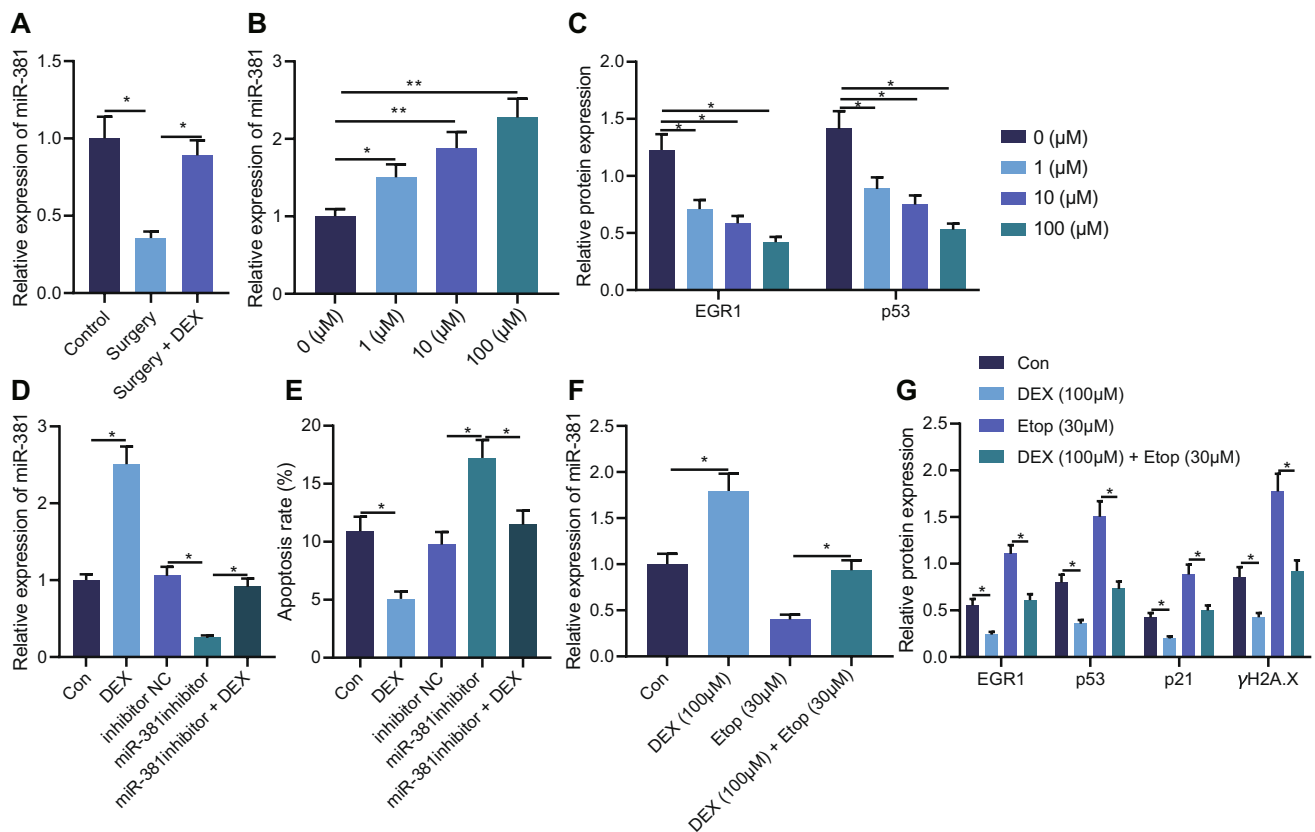 A
Relative expression of miR-381
1.5
1.0
0.5
0.0
*
*
Control
Surgery
Surgery + DEX
B
Relative expression of miR-381
3
2
1
0
**
**
*
0 (μM)
1 (μM)
10 (μM)
100 (μM)
C
Relative protein expression
2.0
1.5
1.0
0.5
0.0
*
*
*
*
*
*
EGR1
p53
0 (μM)
1 (μM)
10 (μM)
100 (μM)
D
Relative expression of miR-381
3
2
1
0
*
*
*
Con
DEX
inhibitor NC
miR-381inhibitor
miR-381inhibitor + DEX
E
Apoptosis rate (%)
20
15
10
5
0
*
*
*
Con
DEX
inhibitor NC
miR-381inhibitor
miR-381inhibitor + DEX
F
Relative expression of miR-381
2.5
2.0
1.5
1.0
0.5
0.0
*
*
Con
DEX (100μM)
Etop (30μM)
DEX (100μM) + Etop (30μM)
G
Con
DEX (100μM)
Etop (30μM)
DEX (100μM) + Etop (30μM)
Relative protein expression
2.5
2.0
1.5
1.0
0.5
0.0
*
*
*
*
*
*
*
*
EGR1
p53
p21
γH2A.X